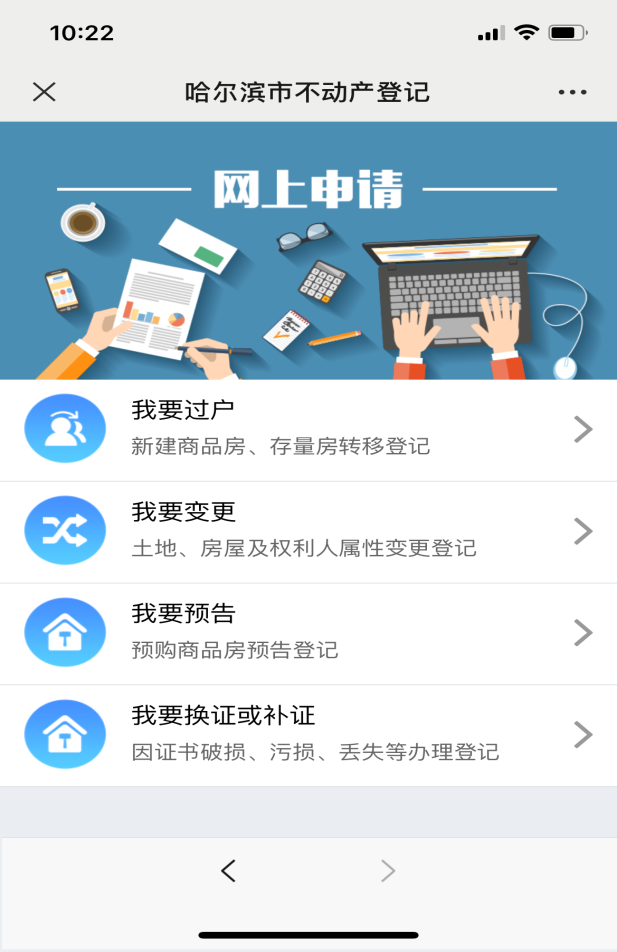 10:22
哈尔滨市不动产登记
网上申请
我要过户
新建商品房、存量房转移登记
我要变更
土地、房屋及权利人属性变更登记
我要预告
预购商品房预告登记
我要换证或补证
因证书破损、污损、丢失等办理登记